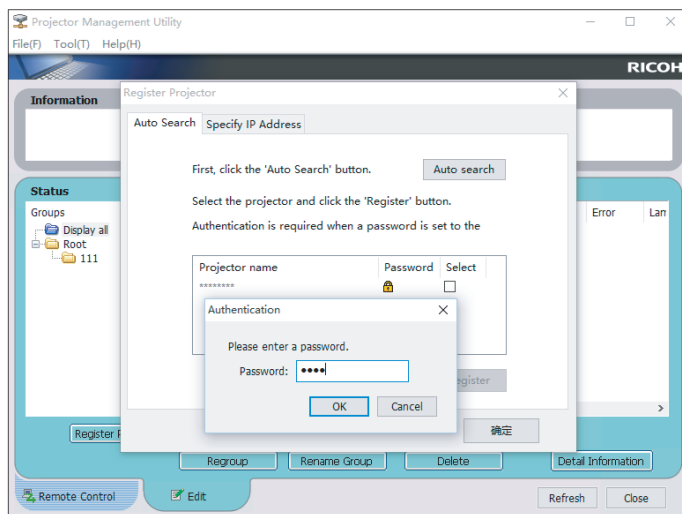 Projector Management Utility
File(F) Tool(T) Help(H)
RICOH
Information
Register Projector
Auto Search
Specify IP Address
First, click the 'Auto Search' button.
Auto search
Select the projector and click the 'Register' button.
Authentication is required when a password is set to the
Status
Groups
Display all
Root
111
Error
Projector name Password Select
********
Authentication
Please enter a password.
Password: ••••
OK Cancel
确定
Register
Regroup Rename Group Delete Detail Information
Remote Control Edit Refresh Close